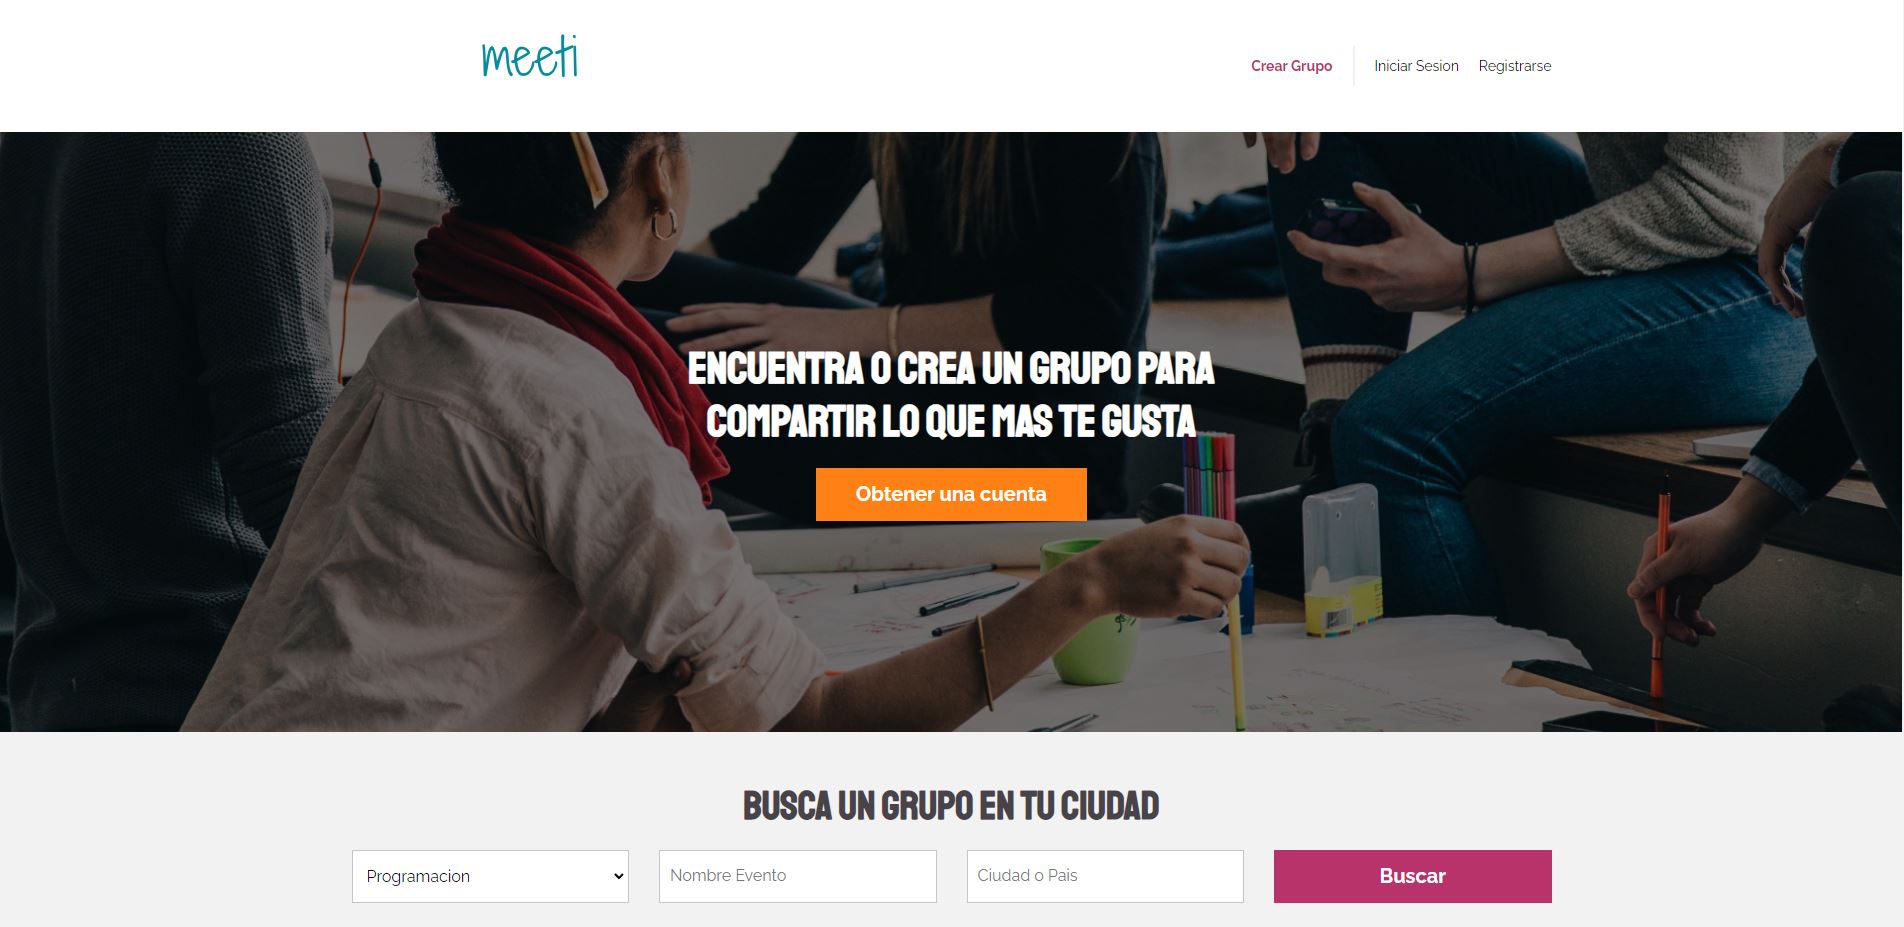 meeti
Crear Grupo
Iniciar Sesion
Registrarse
ENCUENTRA O CREA UN GRUPO PARA
COMPARTIR LO QUE MAS TE GUSTA
Obtener una cuenta
BUSCA UN GRUPO EN TU CIUDAD
Programacion
Nombre Evento
Ciudad o Pais
Buscar